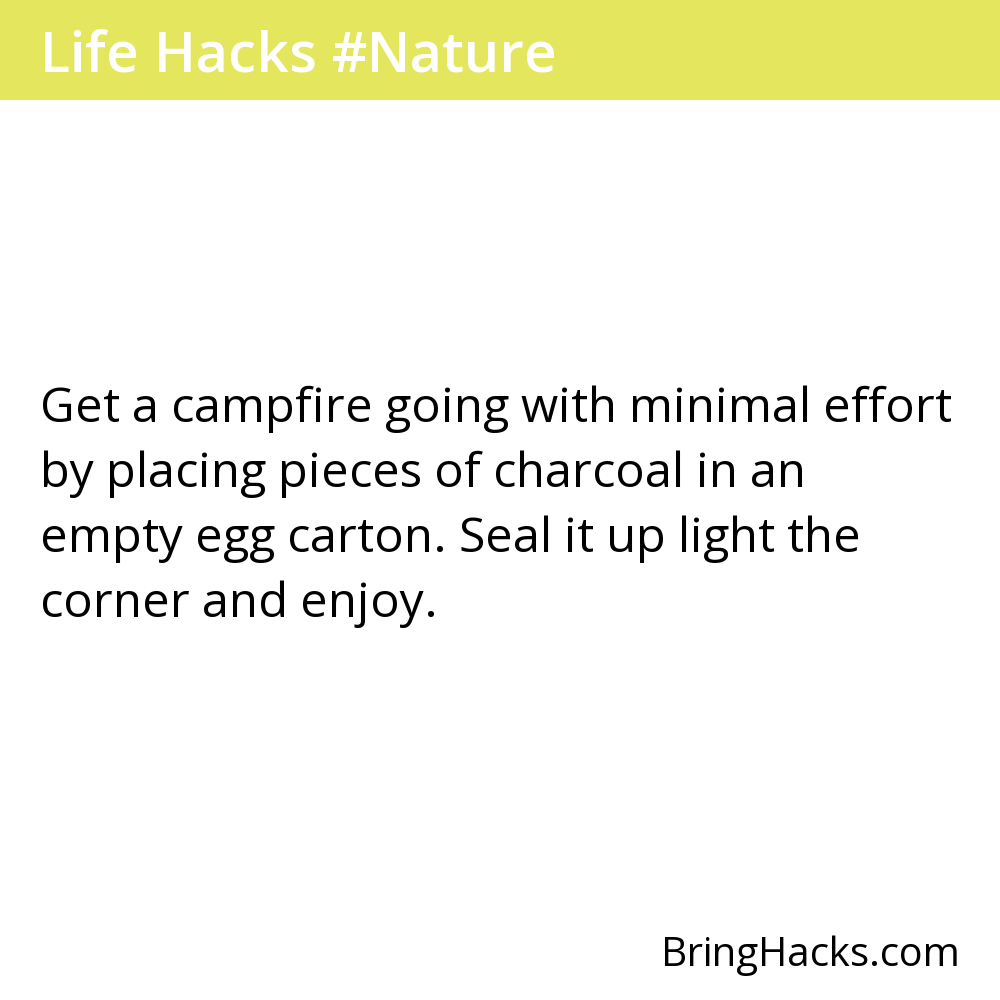 Life Hacks #Nature
Get a campfire going with minimal effort
by placing pieces of charcoal in an
empty egg carton. Seal it up light the
corner and enjoy.
BringHacks.com